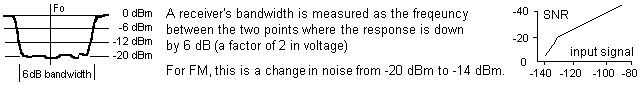 Fo
0 dBm
-6 dBm
-12 dBm
-20 dBm
6dB bandwidth
A receiver's bandwidth is measured as the freqeuncy
between the two points where the response is down
by 6 dB (a factor of 2 in voltage)
For FM, this is a change in noise from -20 dBm to -14 dBm.
SNR
-40
-20
0
input signal
-140 -120 -100 -80